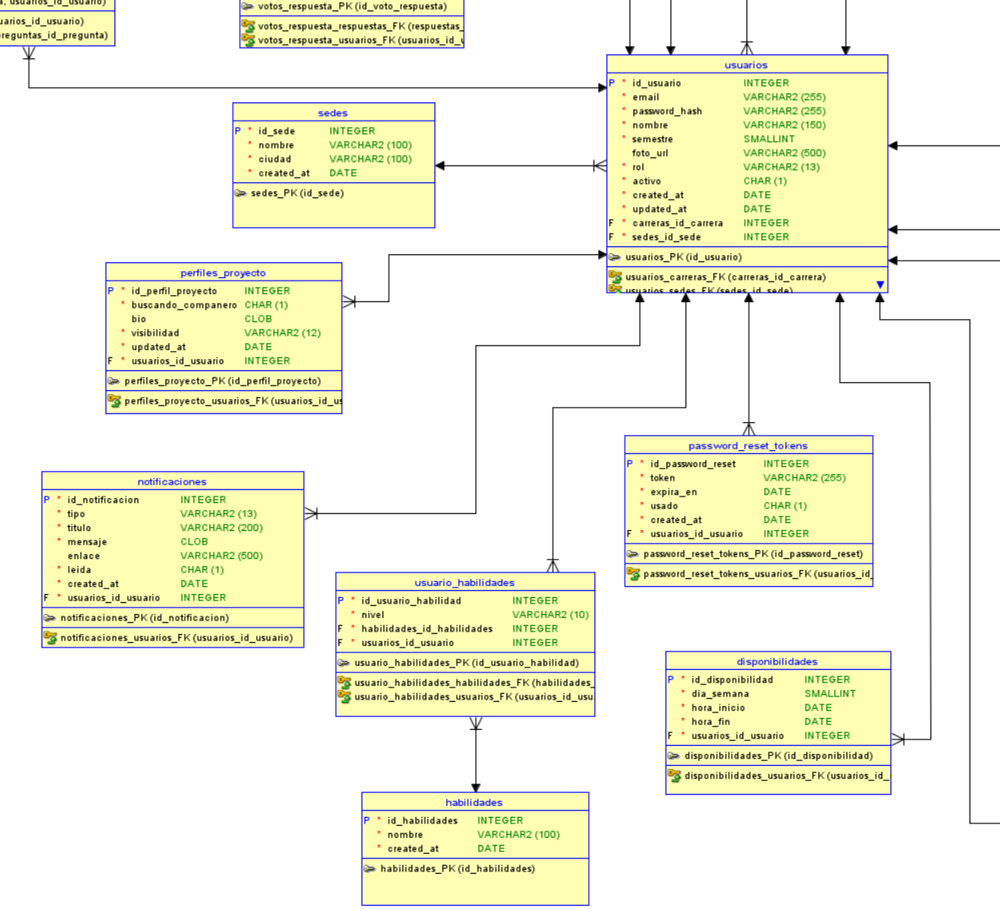 usuarios_id_usuario)
votos_respuesta_PK (id_voto_respuesta)
uarios_id_usuario)
preguntas_id_pregunta)
votos_respuesta_respuestas_FK (respuestas_
votos_respuesta_usuarios_FK (usuarios_id_u
usuarios
P * id_usuario INTEGER
* email VARCHAR2 (255)
* password_hash VARCHAR2 (255)
* nombre VARCHAR2 (150)
* semestre SMALLINT
foto_url VARCHAR2 (500)
* rol VARCHAR2 (13)
* activo CHAR (1)
* created_at DATE
* updated_at DATE
F * carreras_id_carrera INTEGER
F * sedes_id_sede INTEGER
usuarios_PK (id_usuario)
usuarios_carreras_FK (carreras_id_carrera)
usuarios_sedes_FK (sedes_id_sede)
sedes
P * id_sede INTEGER
* nombre VARCHAR2 (100)
* ciudad VARCHAR2 (100)
* created_at DATE
sedes_PK (id_sede)
perfiles_proyecto
P * id_perfil_proyecto INTEGER
* buscando_companero CHAR (1)
bio CLOB
* visibilidad VARCHAR2 (12)
* updated_at DATE
F * usuarios_id_usuario INTEGER
perfiles_proyecto_PK (id_perfil_proyecto)
perfiles_proyecto_usuarios_FK (usuarios_id_us
notificaciones
P * id_notificacion INTEGER
* tipo VARCHAR2 (13)
* titulo VARCHAR2 (200)
* mensaje CLOB
enlace VARCHAR2 (500)
* leida CHAR (1)
* created_at DATE
F * usuarios_id_usuario INTEGER
notificaciones_PK (id_notificacion)
notificaciones_usuarios_FK (usuarios_id_usuario)
password_reset_tokens
P * id_password_reset INTEGER
* token VARCHAR2 (255)
* expira_en DATE
* usado CHAR (1)
* created_at DATE
F * usuarios_id_usuario INTEGER
password_reset_tokens_PK (id_password_reset)
password_reset_tokens_usuarios_FK (usuarios_id_
usuario_habilidades
P * id_usuario_habilidad INTEGER
* nivel VARCHAR2 (10)
F * habilidades_id_habilidades INTEGER
F * usuarios_id_usuario INTEGER
usuario_habilidades_PK (id_usuario_habilidad)
usuario_habilidades_habilidades_FK (habilidades_
usuario_habilidades_usuarios_FK (usuarios_id_usu
disponibilidades
P * id_disponibilidad INTEGER
* dia_semana SMALLINT
* hora_inicio DATE
* hora_fin DATE
F * usuarios_id_usuario INTEGER
disponibilidades_PK (id_disponibilidad)
disponibilidades_usuarios_FK (usuarios_id_
habilidades
P * id_habilidades INTEGER
* nombre VARCHAR2 (100)
* created_at DATE
habilidades_PK (id_habilidades)